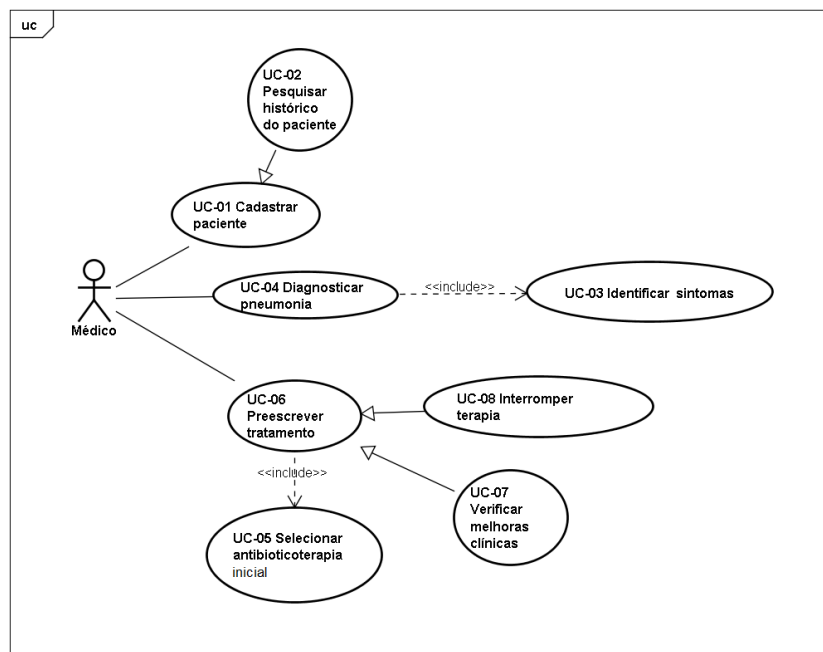 uc
UC-02
Pesquisar
histórico
do paciente
UC-01 Cadastrar
paciente
UC-04 Diagnosticar
pneumonia
<<include>>
UC-03 Identificar sintomas
Médico
UC-06
Preescrever
tratamento
UC-08 Interromper
terapia
<<include>>
UC-07
Verificar
melhoras
clínicas
UC-05 Selecionar
antibioticoterapia
inicial